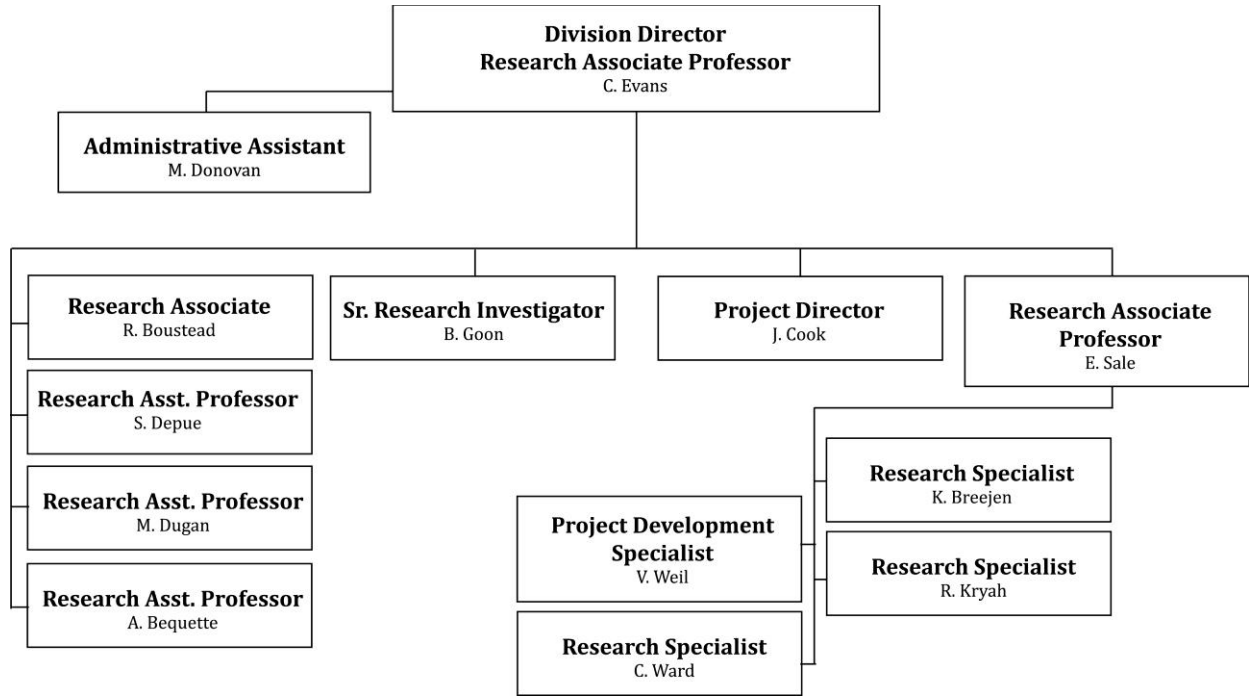 Division Director
Research Associate Professor
C. Evans
Administrative Assistant
M. Donovan
Research Associate
R. Boustead
Research Asst. Professor
S. Depue
Research Asst. Professor
M. Dugan
Research Asst. Professor
A. Bequette
Sr. Research Investigator
B. Goon
Project Director
J. Cook
Research Associate
Professor
E. Sale
Project Development
Specialist
V. Weil
Research Specialist
C. Ward
Research Specialist
K. Breejen
Research Specialist
R. Kryah